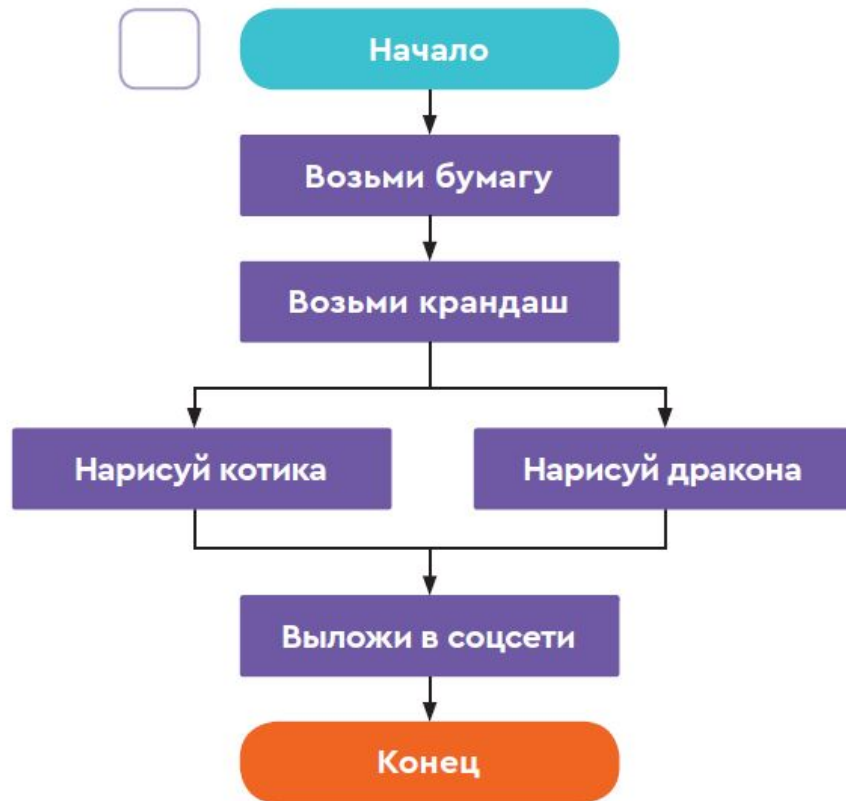 Начало
Возьми бумагу
Возьми крандаш
Нарисуй котика
Нарисуй дракона
Выложи в соцсети
Конец